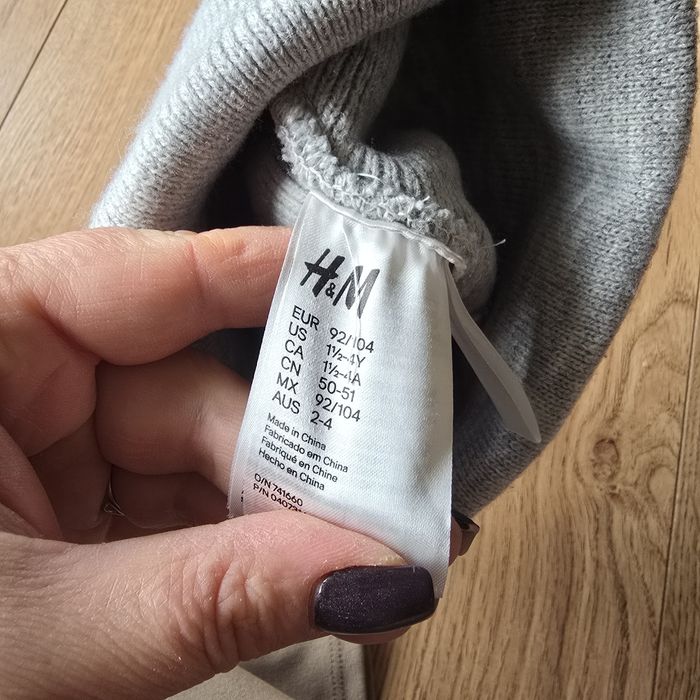 H&M
EUR 92/104
US 1½-4Y
CA 1½-4A
CN 50-51
MX 92/104
AUS 2-4
Made in China
Fabricado em China
Fabriqué en Chine
Hecho en China
O/N 741660
P/N